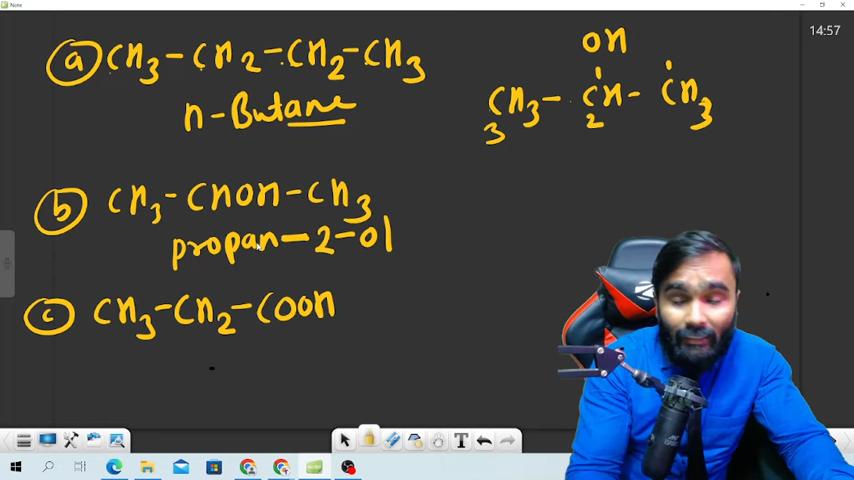 None
14:57
a CH3 - CH2 - CH2 - CH3
n - Butane
OH
CH3 - CH - CH3
3 2
b CH3 - CHOH - CH3
propan - 2 - ol
c CH3 - CH2 - COOH